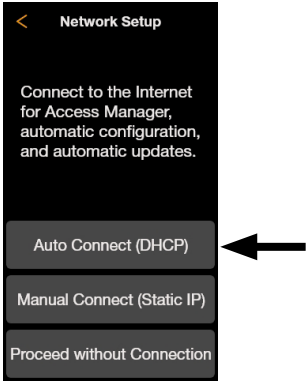 Network Setup
Connect to the Internet
for Access Manager,
automatic configuration,
and automatic updates.
Auto Connect (DHCP)
Manual Connect (Static IP)
Proceed without Connection